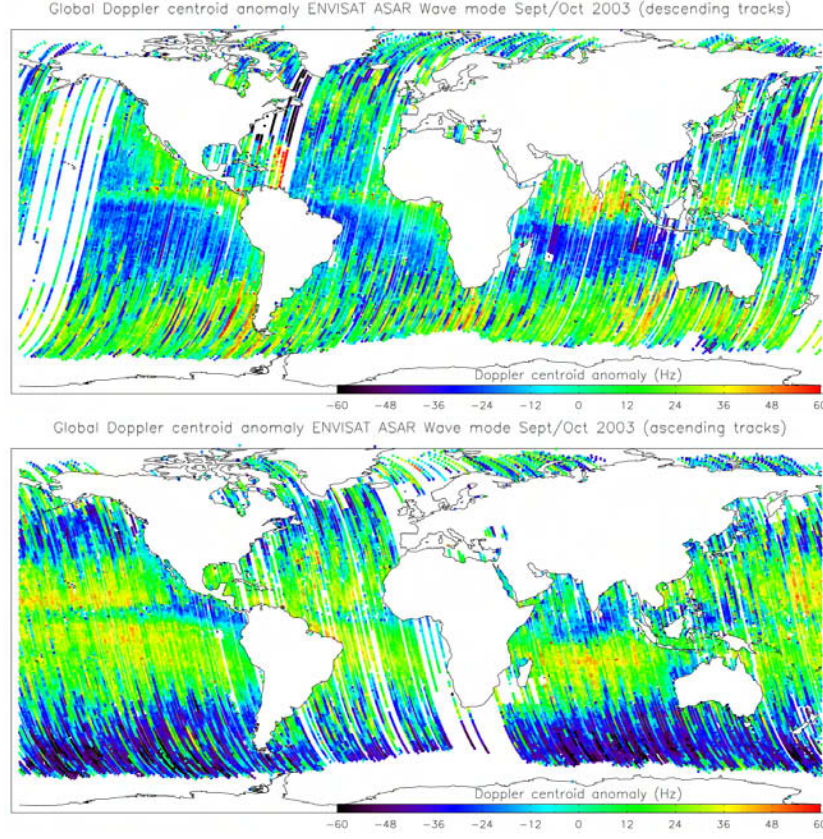 Global Doppler centroid anomaly ENVISAT ASAR Wave mode Sept/Oct 2003 (descending tracks)
Doppler centroid anomaly (Hz)
-60 -48 -36 -24 -12 0 12 24 36 48 60
Global Doppler centroid anomaly ENVISAT ASAR Wave mode Sept/Oct 2003 (ascending tracks)
Doppler centroid anomaly (Hz)
-60 -48 -36 -24 -12 0 12 24 36 48 60